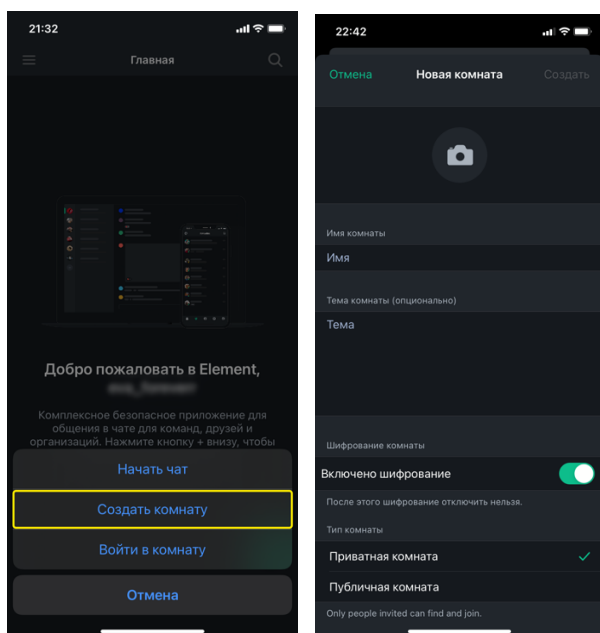 21:32
Главная
Добро пожаловать в Element,
Комплексное безопасное приложение для
общения в чате для команд, друзей и
организаций. Нажмите кнопку + внизу, чтобы
Начать чат
Создать комнату
Войти в комнату
Отмена
22:42
Отмена Новая комната Создать
Имя комнаты
Имя
Тема комнаты (опционально)
Тема
Шифрование комнаты
Включено шифрование
После этого шифрование отключить нельзя.
Тип комнаты
Приватная комната
Публичная комната
Only people invited can find and join.